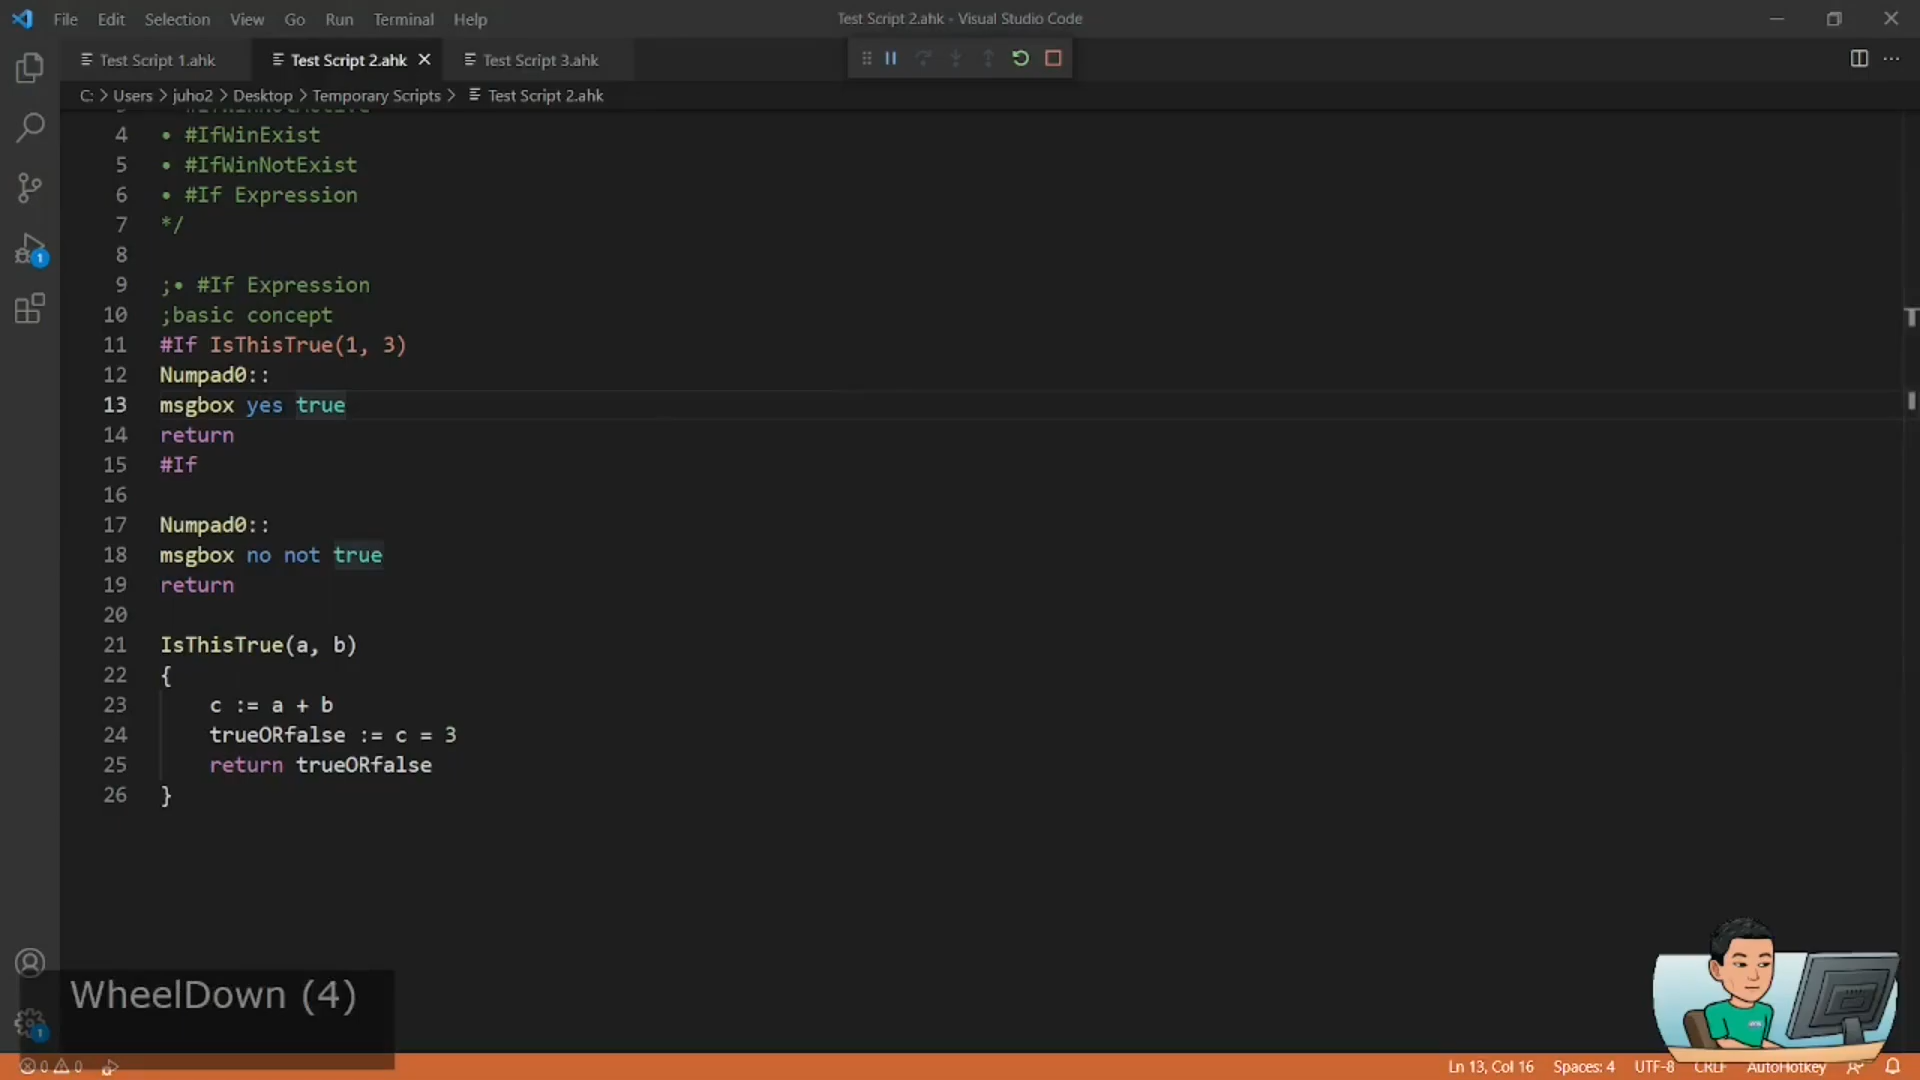 File Edit Selection View Go Run Terminal Help
Test Script 2.ahk - Visual Studio Code
Test Script 1.ahk
Test Script 2.ahk
Test Script 3.ahk
C: > Users > juho2 > Desktop > Temporary Scripts > Test Script 2.ahk
4 • #IfWinExist
5 • #IfWinNotExist
6 • #If Expression
7 */
8
9 ;• #If Expression
10 ;basic concept
11 #If IsThisTrue(1, 3)
12 Numpad0::
13 msgbox yes true
14 return
15 #If
16
17 Numpad0::
18 msgbox no not true
19 return
20
21 IsThisTrue(a, b)
22 {
23 c := a + b
24 trueORfalse := c = 3
25 return trueORfalse
26 }
1
WheelDown (4)
1
0 0
Ln 13, Col 16 Spaces: 4 UTF-8 CRLF AutoHotkey